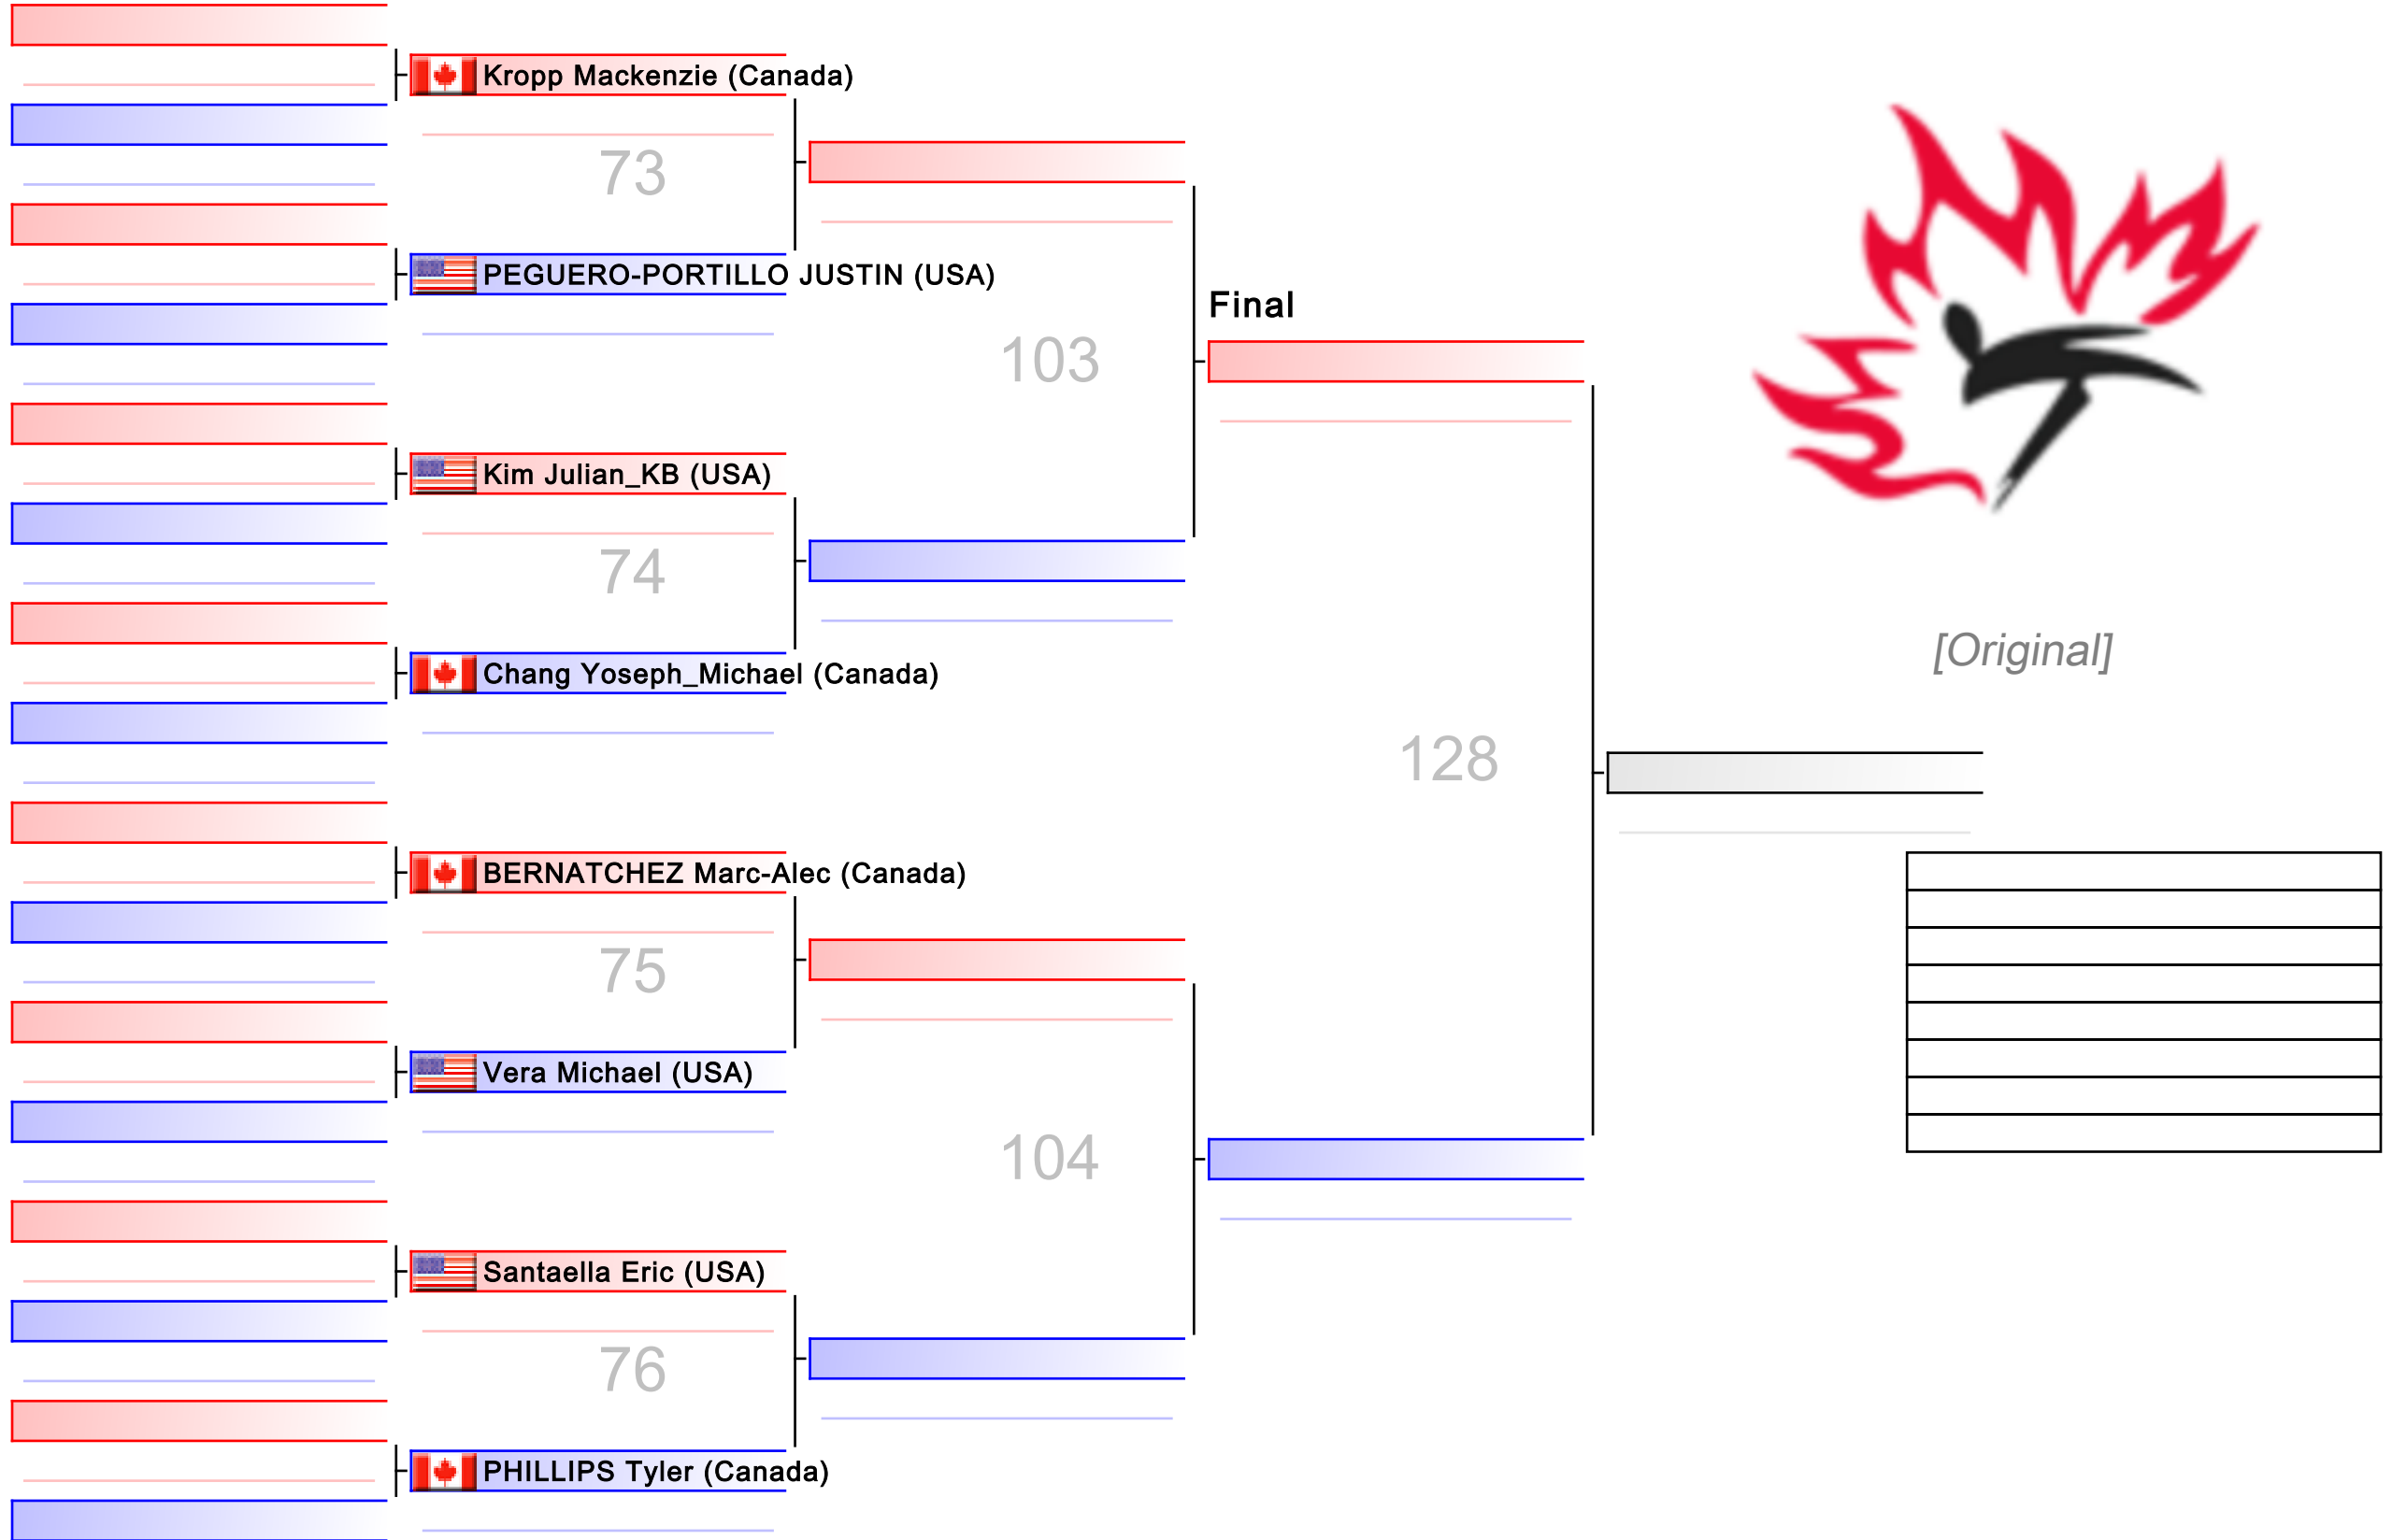 Kropp Mackenzie (Canada)
73
PEGUERO-PORTILLO JUSTIN (USA)
Final
103
Kim Julian_KB (USA)
74
[Original]
Chang Yoseph_Michael (Canada)
128
BERNATCHEZ Marc-Alec (Canada)
75
Vera Michael (USA)
104
Santaella Eric (USA)
76
PHILLIPS Tyler (Canada)